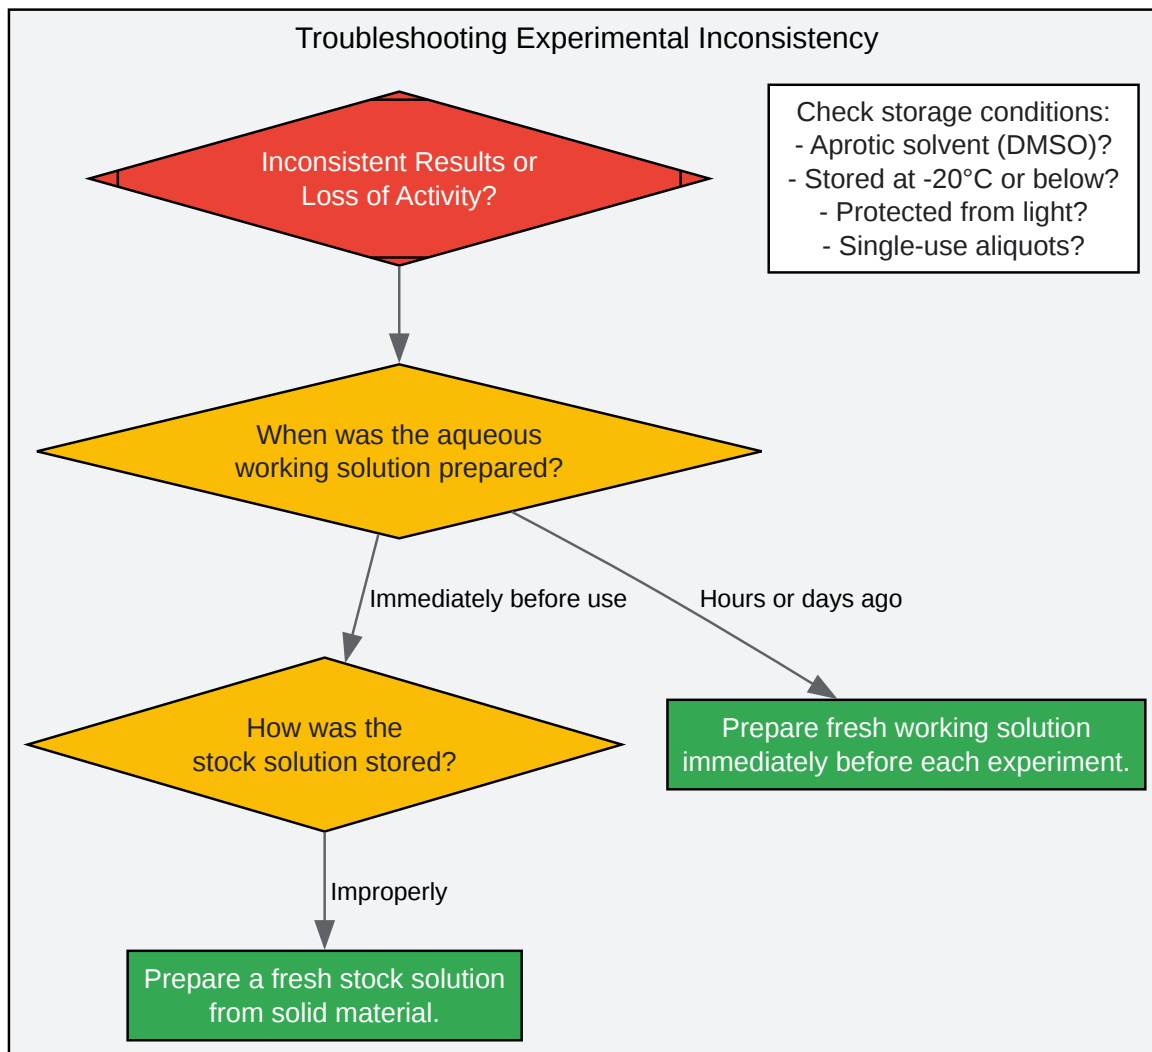 Troubleshooting Experimental Inconsistency
Inconsistent Results or
Loss of Activity?
Check storage conditions:
- Aprotic solvent (DMSO)?
- Stored at -20°C or below?
- Protected from light?
- Single-use aliquots?
When was the aqueous
working solution prepared?
Immediately before use
Hours or days ago
How was the
stock solution stored?
Prepare fresh working solution
immediately before each experiment.
Improperly
Prepare a fresh stock solution
from solid material.